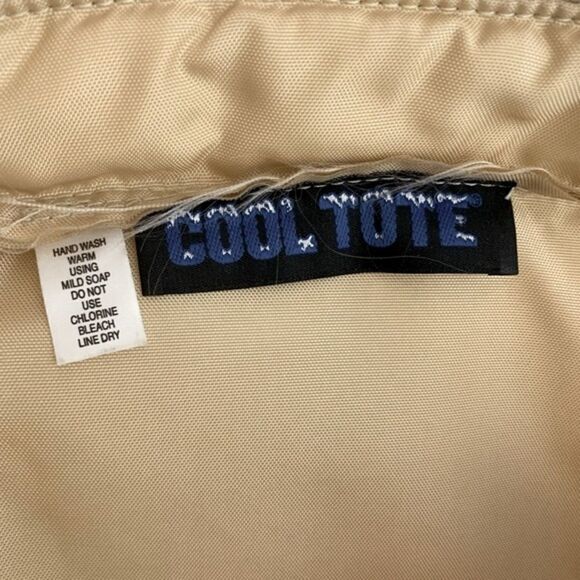 COOL TOTE®
HAND WASH
WARM
USING
MILD SOAP
DO NOT
USE
CHLORINE
BLEACH
LINE DRY